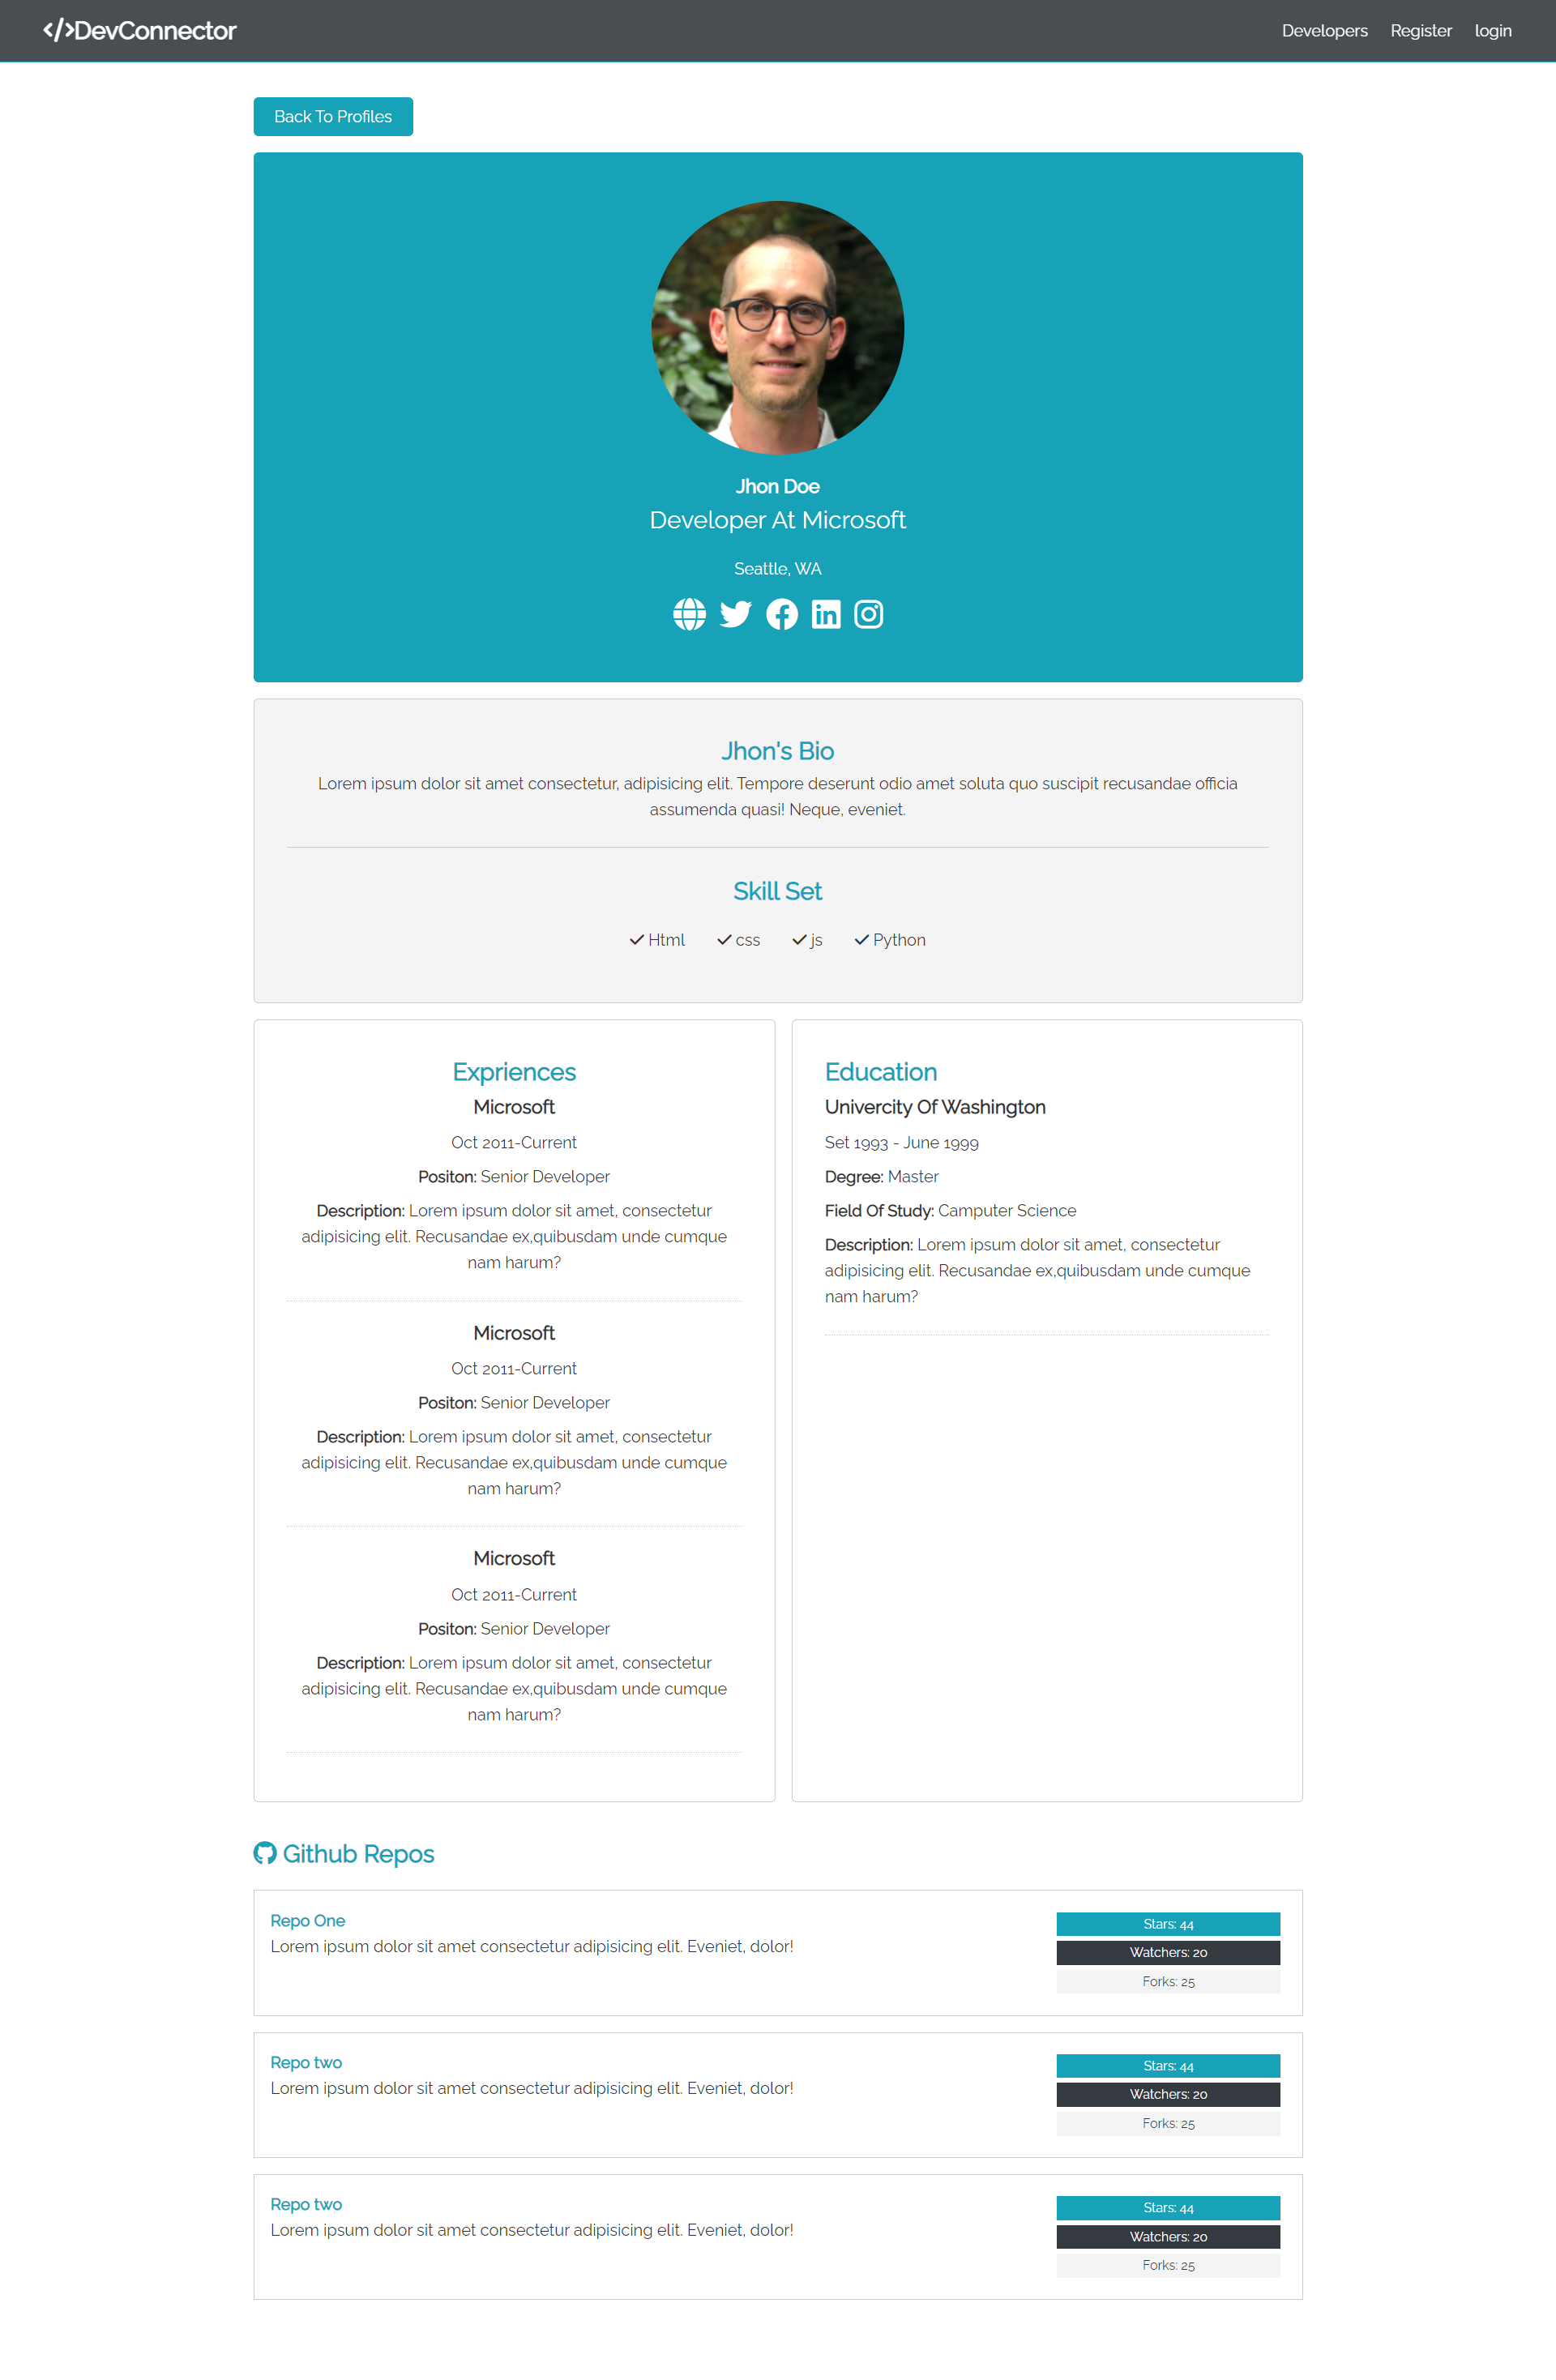 </>DevConnector
Developers Register login
Back To Profiles
Jhon Doe
Developer At Microsoft
Seattle, WA
Jhon's Bio
Lorem ipsum dolor sit amet consectetur, adipisicing elit. Tempore deserunt odio amet soluta quo suscipit recusandae officia
assumenda quasi! Neque, eveniet.
Skill Set
Html css js Python
Expriences
Microsoft
Oct 2011-Current
Positon: Senior Developer
Description: Lorem ipsum dolor sit amet, consectetur
adipisicing elit. Recusandae ex,quibusdam unde cumque
nam harum?
Microsoft
Oct 2011-Current
Positon: Senior Developer
Description: Lorem ipsum dolor sit amet, consectetur
adipisicing elit. Recusandae ex,quibusdam unde cumque
nam harum?
Microsoft
Oct 2011-Current
Positon: Senior Developer
Description: Lorem ipsum dolor sit amet, consectetur
adipisicing elit. Recusandae ex,quibusdam unde cumque
nam harum?
Education
Univercity Of Washington
Set 1993 - June 1999
Degree: Master
Field Of Study: Camputer Science
Description: Lorem ipsum dolor sit amet, consectetur
adipisicing elit. Recusandae ex,quibusdam unde cumque
nam harum?
Github Repos
Repo One
Lorem ipsum dolor sit amet consectetur adipisicing elit. Eveniet, dolor!
Stars: 44
Watchers: 20
Forks: 25
Repo two
Lorem ipsum dolor sit amet consectetur adipisicing elit. Eveniet, dolor!
Stars: 44
Watchers: 20
Forks: 25
Repo two
Lorem ipsum dolor sit amet consectetur adipisicing elit. Eveniet, dolor!
Stars: 44
Watchers: 20
Forks: 25